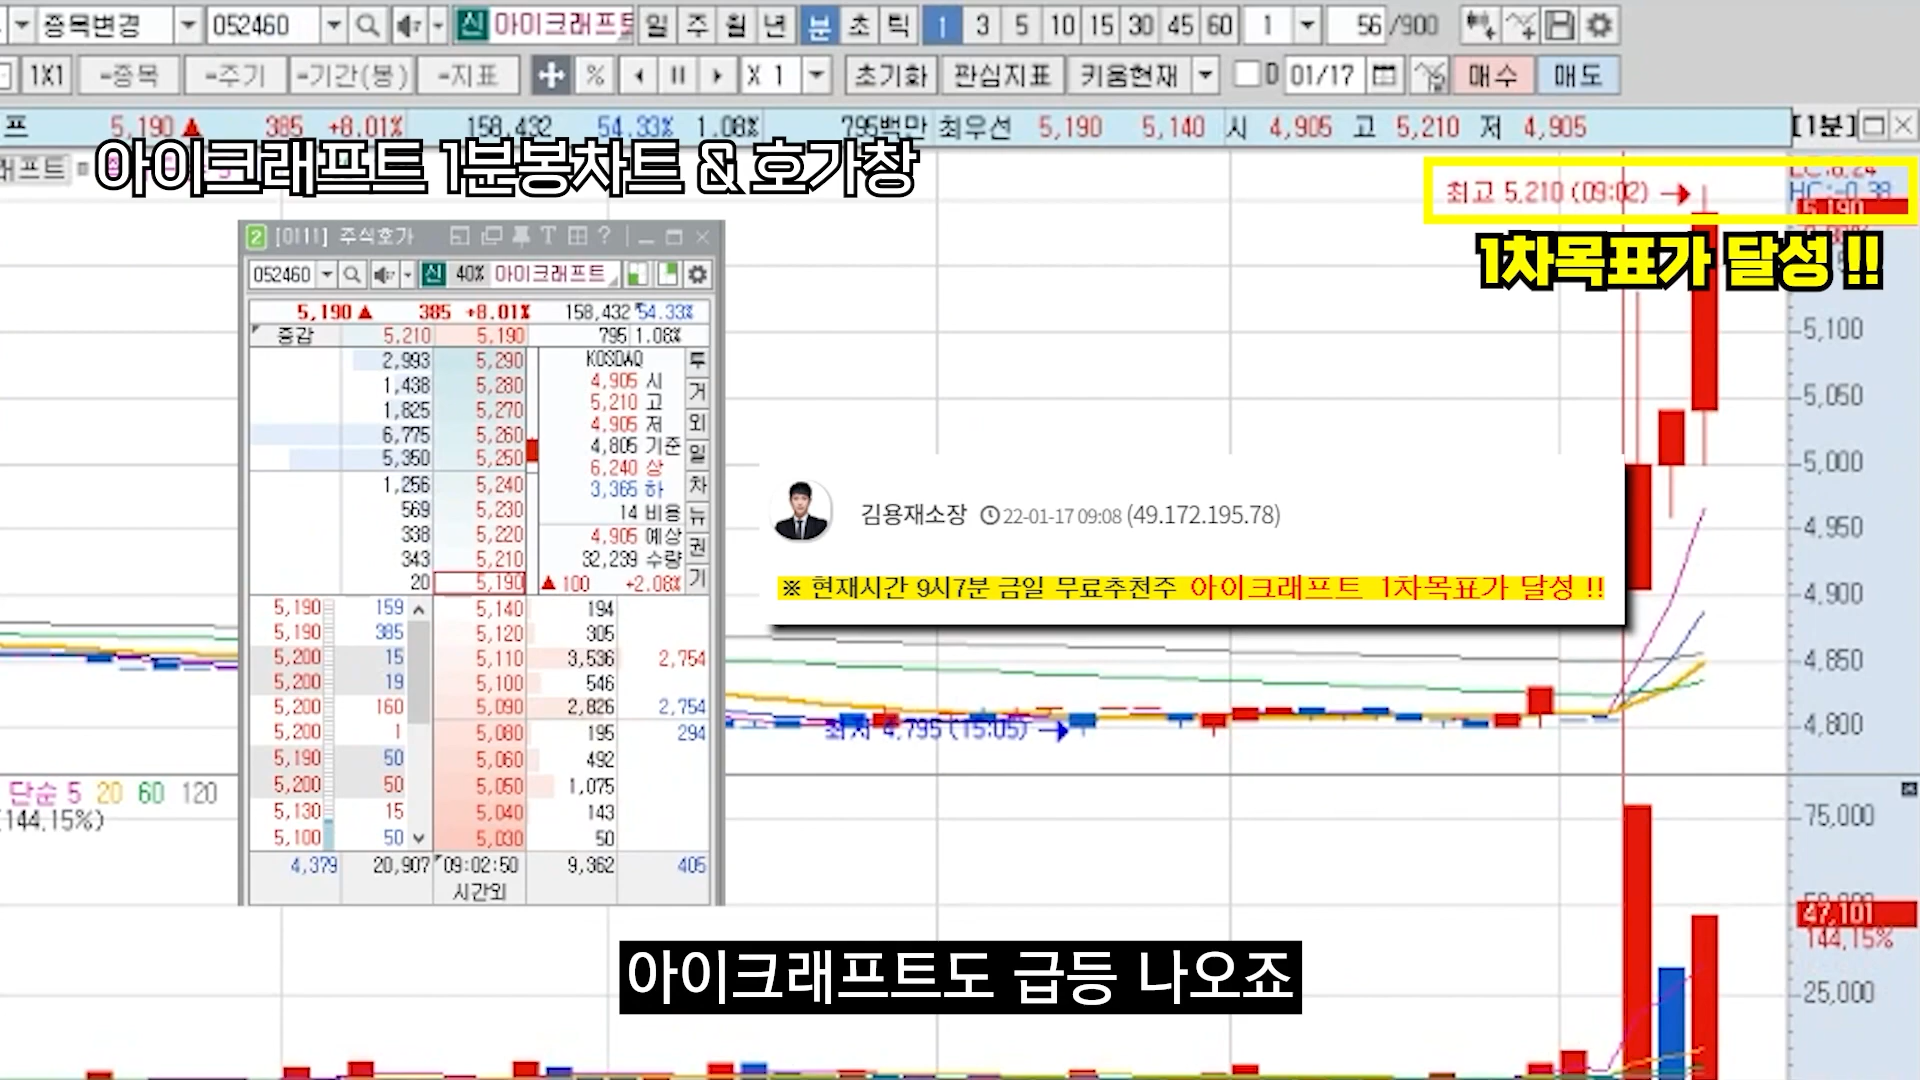 종목변경 052460 신 아이크래프트 일 주 월 년 분 초 틱 1 3 5 10 15 30 45 60 1 56 /900
1X1 =종목 =주기 =기간(봉) =지표 % X 1 초기화 관심지표 키움현재 D 01/17 매수 매도
프 5,190 ▲ 385 +8.01% 158,432 54.33% 1.08% 795백만 최우선 5,190 5,140 시 4,905 고 5,210 저 4,905 [1분]
래프트
아이크래프트 1분봉차트 & 호가창
최고 5,210 (09:02) →
HC:-0.38
5,190
1차목표가 달성 !!
2 [0111] 주식호가
052460 신 40% 아이크래프트
5,190 ▲ 385 +8.01% 158,432 54.33%
증감 5,210 5,190 795 1.08%
2,993 5,290 KOSDAQ 투
1,438 5,280 4,905 시
1,825 5,270 5,210 고 거
6,775 5,260 4,905 저 외
5,350 5,250 4,805 기준 일
6,240 상
1,256 5,240 3,365 하 차
569 5,230 14 비용 뉴
338 5,220 4,905 예상
343 5,210 32,239 수량 권
20 5,190 ▲ 100 +2.08% 기
5,190 159 5,140 194
5,190 385 5,120 305
5,200 15 5,110 3,536 2,754
5,200 19 5,100 546
5,200 160 5,090 2,826 2,754
5,200 1 5,080 195 294
5,190 50 5,060 492
5,200 50 5,050 1,075
5,130 15 5,040 143
5,100 50 5,030 50
4,379 20,907 09:02:50 9,362 405
시간외
김용재소장 22-01-17 09:08 (49.172.195.78)
※ 현재시간 9시7분 금일 무료추천주 아이크래프트 1차목표가 달성 !!
최저 4,795 (15:05) →
5,100
5,050
5,000
4,950
4,900
4,850
4,800
단순 5 20 60 120
(144.15%)
75,000
47,101
144.15%
25,000
아이크래프트도 급등 나오죠